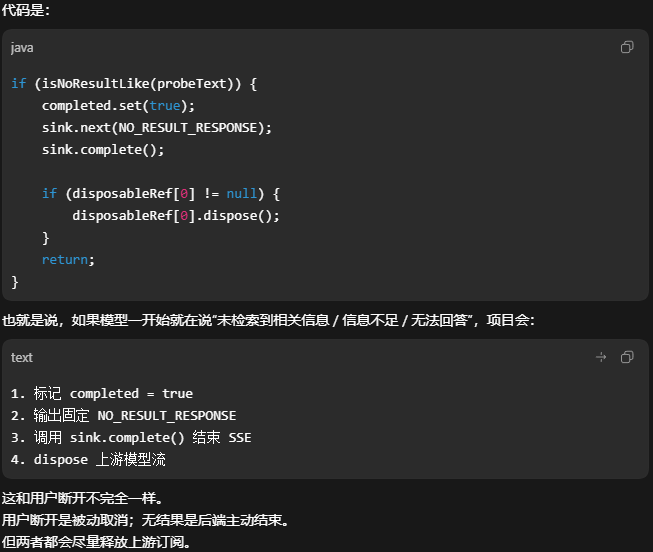 代码是：
java
if (isNoResultLike(probeText)) {
    completed.set(true);
    sink.next(NO_RESULT_RESPONSE);
    sink.complete();

    if (disposableRef[0] != null) {
        disposableRef[0].dispose();
    }
    return;
}
也就是说，如果模型一开始就在说“未检索到相关信息 / 信息不足 / 无法回答”，项目会：
text
1. 标记 completed = true
2. 输出固定 NO_RESULT_RESPONSE
3. 调用 sink.complete() 结束 SSE
4. dispose 上游模型流
这和用户断开不完全一样。
用户断开是被动取消；无结果是后端主动结束。
但两者都会尽量释放上游订阅。